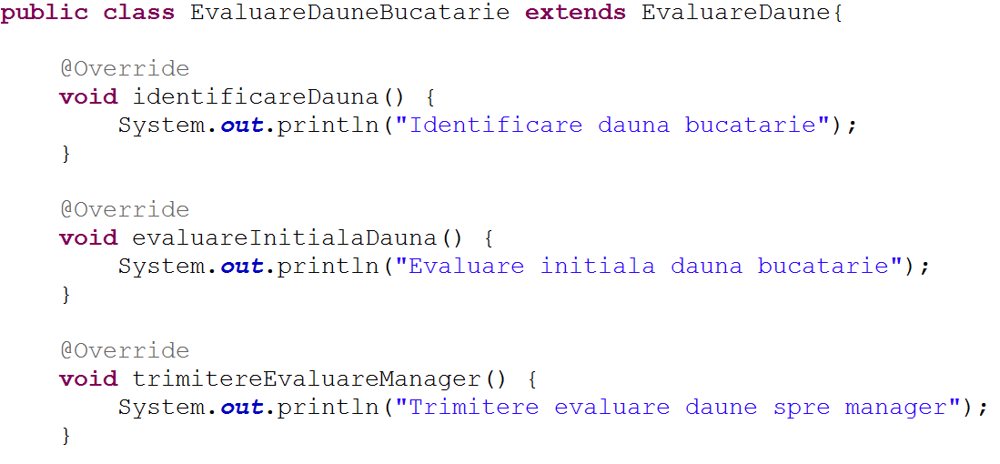 public class EvaluareDauneBucatarie extends EvaluareDaune{
@Override
void identificareDauna() {
System.out.println("Identificare dauna bucatarie");
}
@Override
void evaluareInitialaDauna() {
System.out.println("Evaluare initiala dauna bucatarie");
}
@Override
void trimitereEvaluareManager() {
System.out.println("Trimitere evaluare daune spre manager");
}